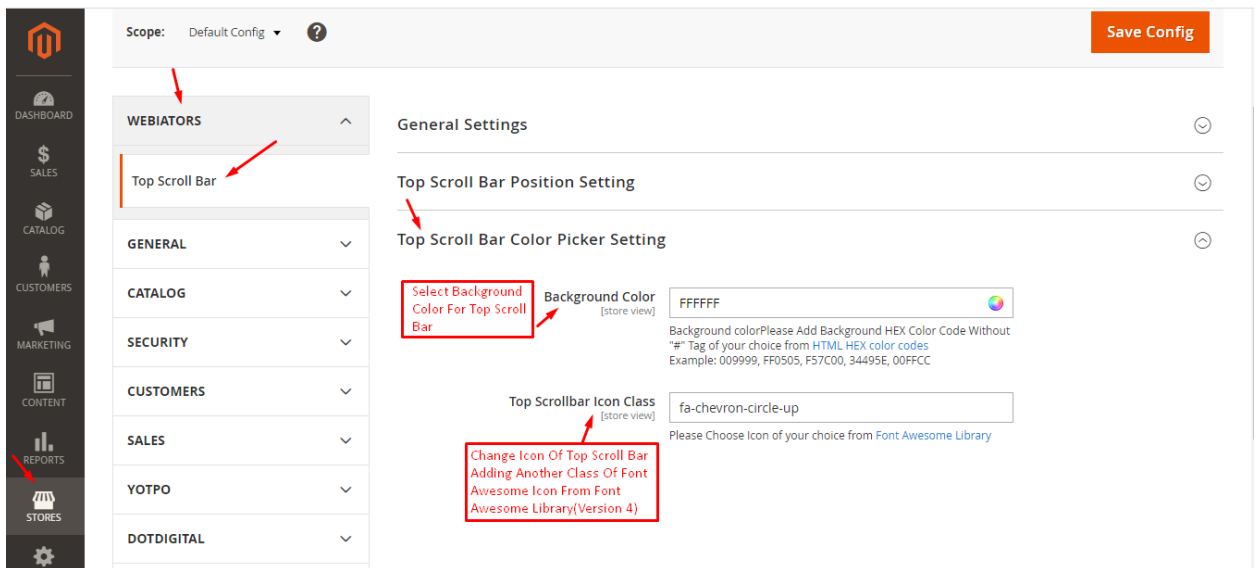 Scope: Default Config
Save Config
DASHBOARD
SALES
CATALOG
CUSTOMERS
MARKETING
CONTENT
REPORTS
STORES
WEBIATORS
Top Scroll Bar
GENERAL
CATALOG
SECURITY
CUSTOMERS
SALES
YOTPO
DOTDIGITAL
General Settings
Top Scroll Bar Position Setting
Top Scroll Bar Color Picker Setting
Select Background
Color For Top Scroll
Bar
Background Color
[store view]
FFFFFF
Background colorPlease Add Background HEX Color Code Without
"#" Tag of your choice from HTML HEX color codes
Example: 009999, FF0505, F57C00, 34495E, 00FFCC
Top Scrollbar Icon Class
[store view]
fa-chevron-circle-up
Please Choose Icon of your choice from Font Awesome Library
Change Icon Of Top Scroll Bar
Adding Another Class Of Font
Awesome Icon From Font
Awesome Library(Version 4)